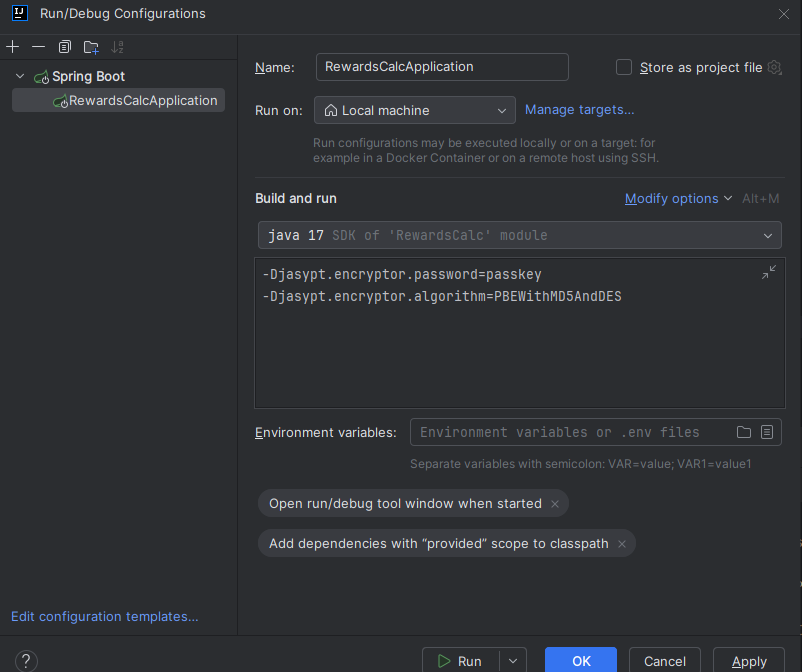 IJ
Run/Debug Configurations
Spring Boot
RewardsCalcApplication
Name:
RewardsCalcApplication
Store as project file
Run on:
Local machine
Manage targets...
Run configurations may be executed locally or on a target: for
example in a Docker Container or on a remote host using SSH.
Build and run
Modify options
Alt+M
java 17 SDK of 'RewardsCalc' module
-Djasypt.encryptor.password=passkey
-Djasypt.encryptor.algorithm=PBEWithMD5AndDES
Environment variables:
Environment variables or .env files
Separate variables with semicolon: VAR=value; VAR1=value1
Open run/debug tool window when started
Add dependencies with “provided” scope to classpath
Edit configuration templates...
?
Run
OK
Cancel
Apply